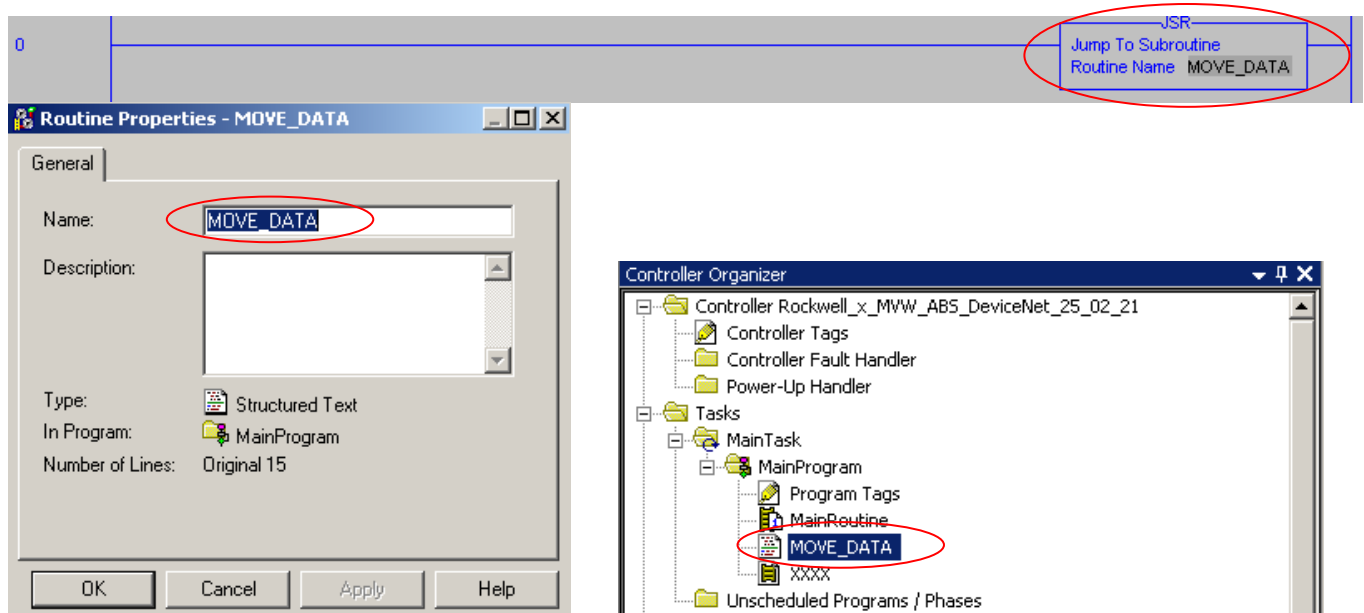 JSR
0
Jump To Subroutine
Routine Name MOVE_DATA
Routine Properties - MOVE_DATA
General
Name: MOVE_DATA
Description:
Type: Structured Text
In Program: MainProgram
Number of Lines: Original 15
OK Cancel Apply Help
Controller Organizer
Controller Rockwell_x_MVW_ABS_DeviceNet_25_02_21
Controller Tags
Controller Fault Handler
Power-Up Handler
Tasks
MainTask
MainProgram
Program Tags
MainRoutine
MOVE_DATA
XXXX
Unscheduled Programs / Phases